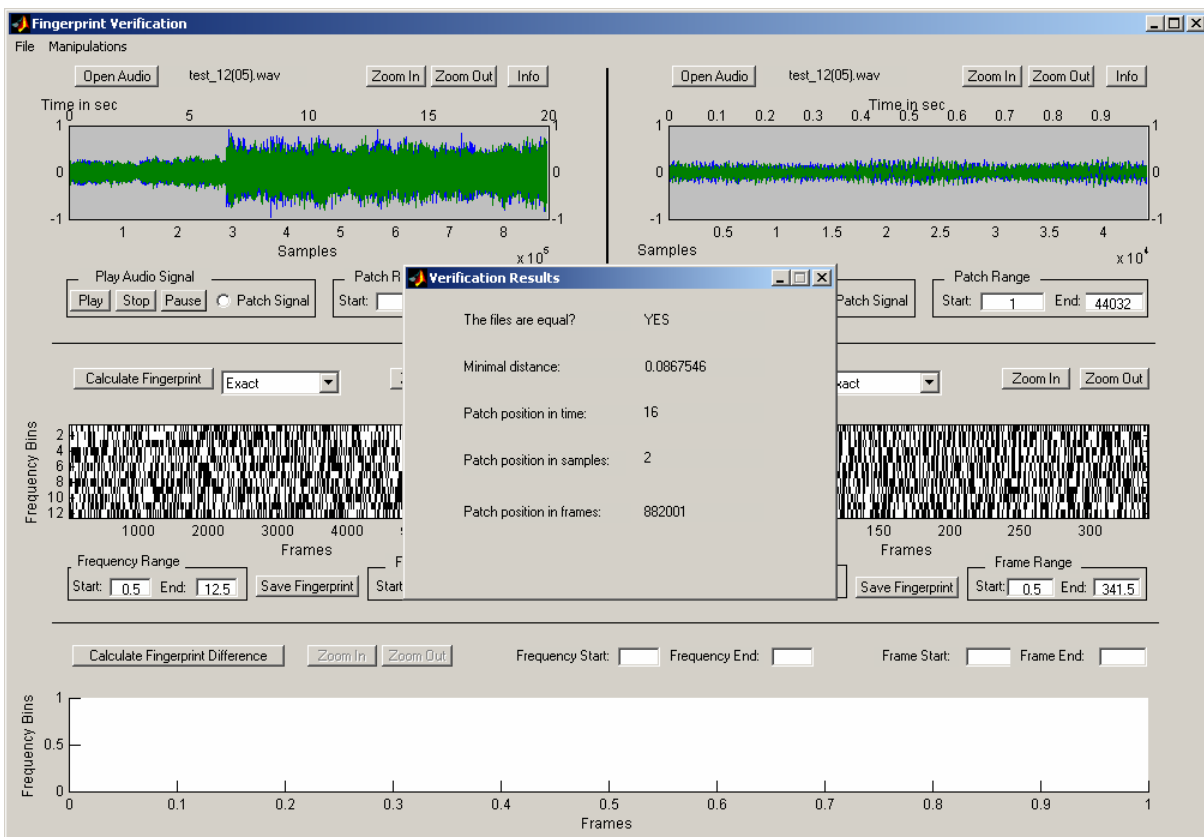 Fingerprint Verification
File Manipulations
Open Audio test_12(05).wav Zoom In Zoom Out Info
Open Audio test_12(05).wav Zoom In Zoom Out Info
Time in sec
0 5 10 15 20
Time in sec
0 0.1 0.2 0.3 0.4 0.5 0.6 0.7 0.8 0.9
1 1
0 0
-1 -1
1 2 3 4 5 6 7 8
Samples
x 10^5
1 1
0 0
-1 -1
0.5 1 1.5 2 2.5 3 3.5 4
Samples
x 10^4
Play Audio Signal
Play Stop Pause Patch Signal
Patch R
Start:
Patch Signal
Patch Range
Start: 1 End: 44032
Verification Results
The files are equal? YES
Minimal distance: 0.0867546
Patch position in time: 16
Patch position in samples: 2
Patch position in frames: 882001
Calculate Fingerprint Exact
xact Zoom In Zoom Out
Frequency Bins
2
4
6
8
10
12
1000 2000 3000 4000
Frames
150 200 250 300
Frames
Frequency Range
Start: 0.5 End: 12.5 Save Fingerprint
F
Start
Save Fingerprint
Frame Range
Start: 0.5 End: 341.5
Calculate Fingerprint Difference Zoom In Zoom Out Frequency Start: Frequency End: Frame Start: Frame End:
Frequency Bins
1
0.5
0
0 0.1 0.2 0.3 0.4 0.5 0.6 0.7 0.8 0.9 1
Frames